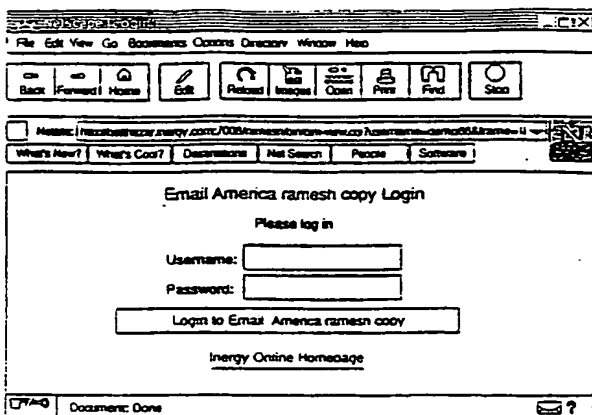 File Edit View Go Bookmarks Options Directory Window Help
Back Forward Home Edit Reload Images Open Print Find Stop
What's New? What's Cool? Destinations Net Search People Software
Email America ramesh copy Login
Please log in
Username:
Password:
Login to Email America ramesh copy
Inergy Online Homepage
Document: Done
?